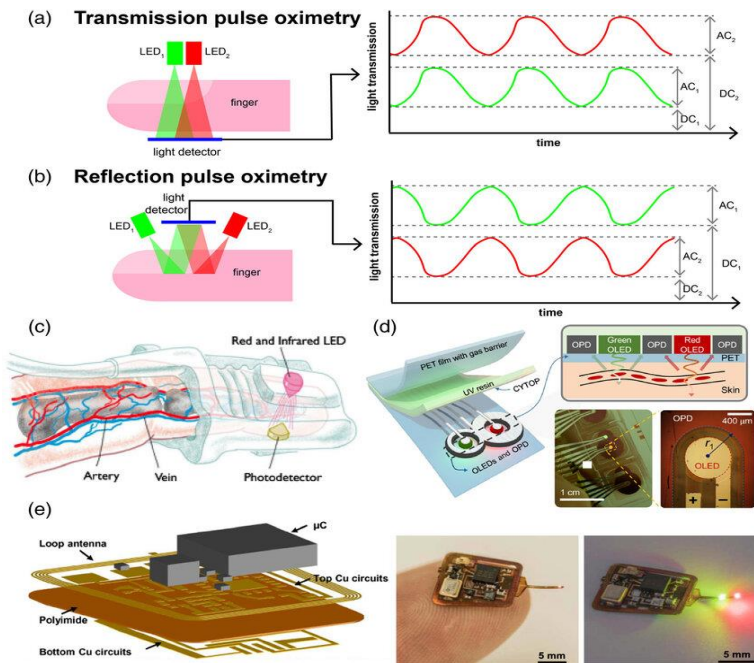 (a) Transmission pulse oximetry
LED1 LED2
finger
light detector
light transmission
time
AC2
AC1
DC2
DC1
(b) Reflection pulse oximetry
light
detector
LED1
LED2
finger
light transmission
time
AC1
AC2
DC1
DC2
(c)
Red and Infrared LED
Artery
Vein
Photodetector
(d)
PET film with gas barrier
UV resin
CYTOP
OLEDs and OPD
OPD
Green
OLED
OPD
Red
OLED
OPD
PET
Skin
1 cm
OPD
400 μm
r1
OLED
+
−
(e)
Loop antenna
μC
Top Cu circuits
Polyimide
Bottom Cu circuits
5 mm
5 mm